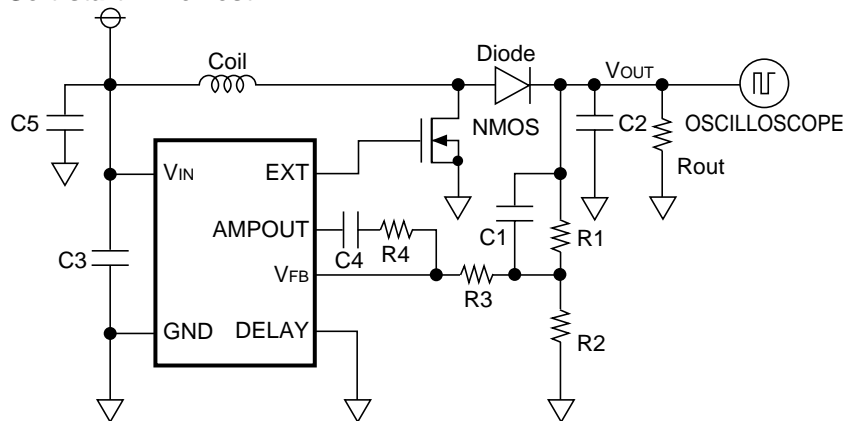 Coil
Diode
VOUT
C5
NMOS
C2
OSCILLOSCOPE
Rout
VIN
EXT
AMPOUT
C4
R4
C1
R1
C3
VFB
R3
GND
DELAY
R2